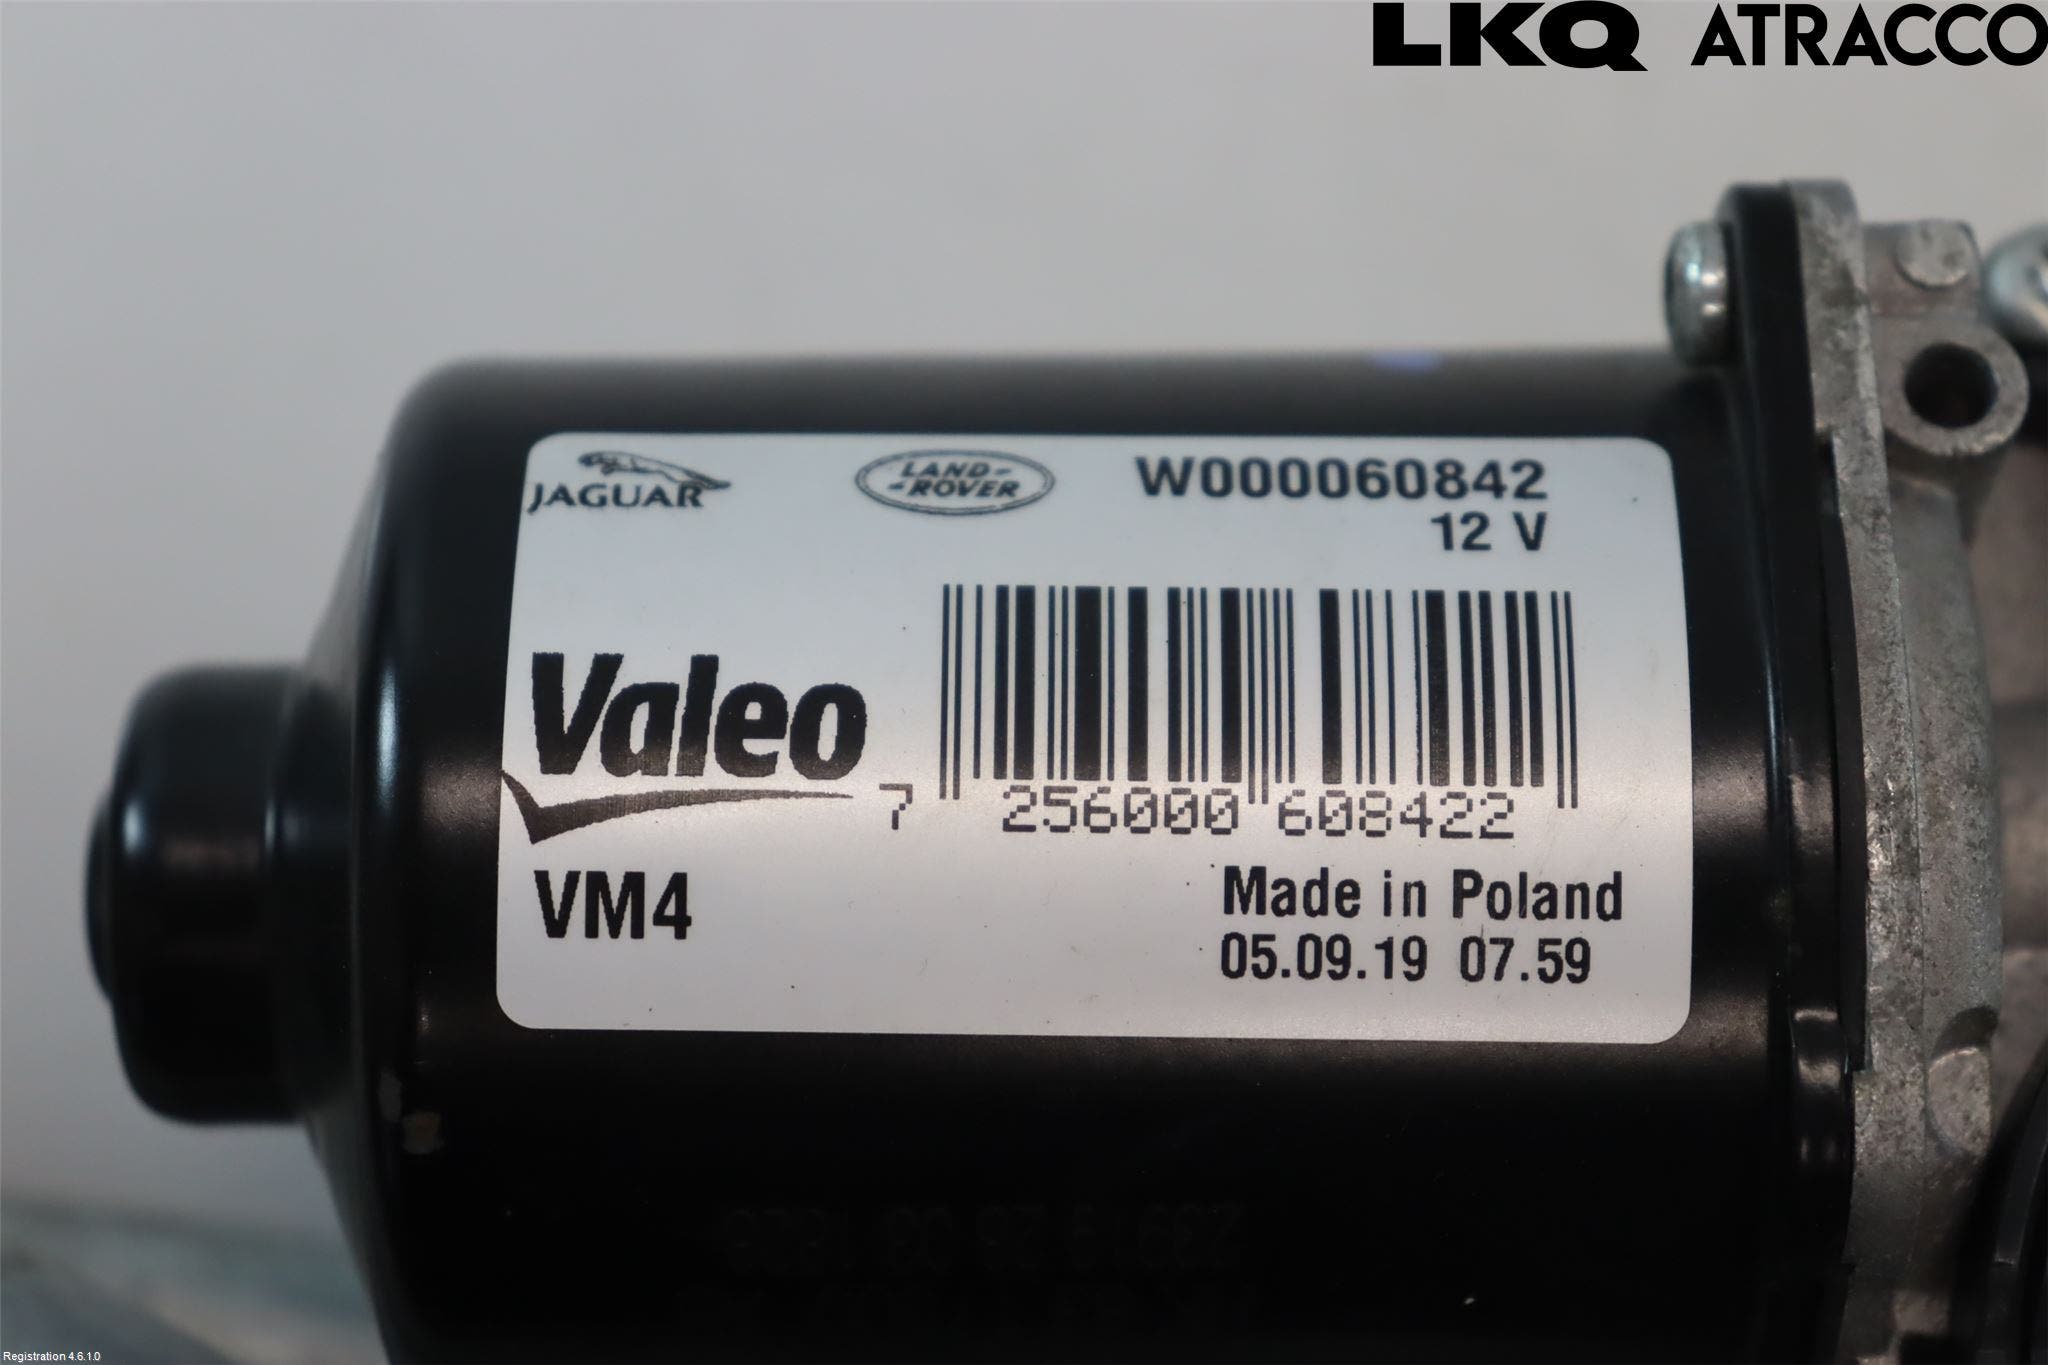 LKQ ATRACCO
JAGUAR
LAND-
-ROVER
W000060842
12 V
Valeo
7 256000 608422
VM4
Made in Poland
05.09.19 07.59
Registration 4.6.1.0